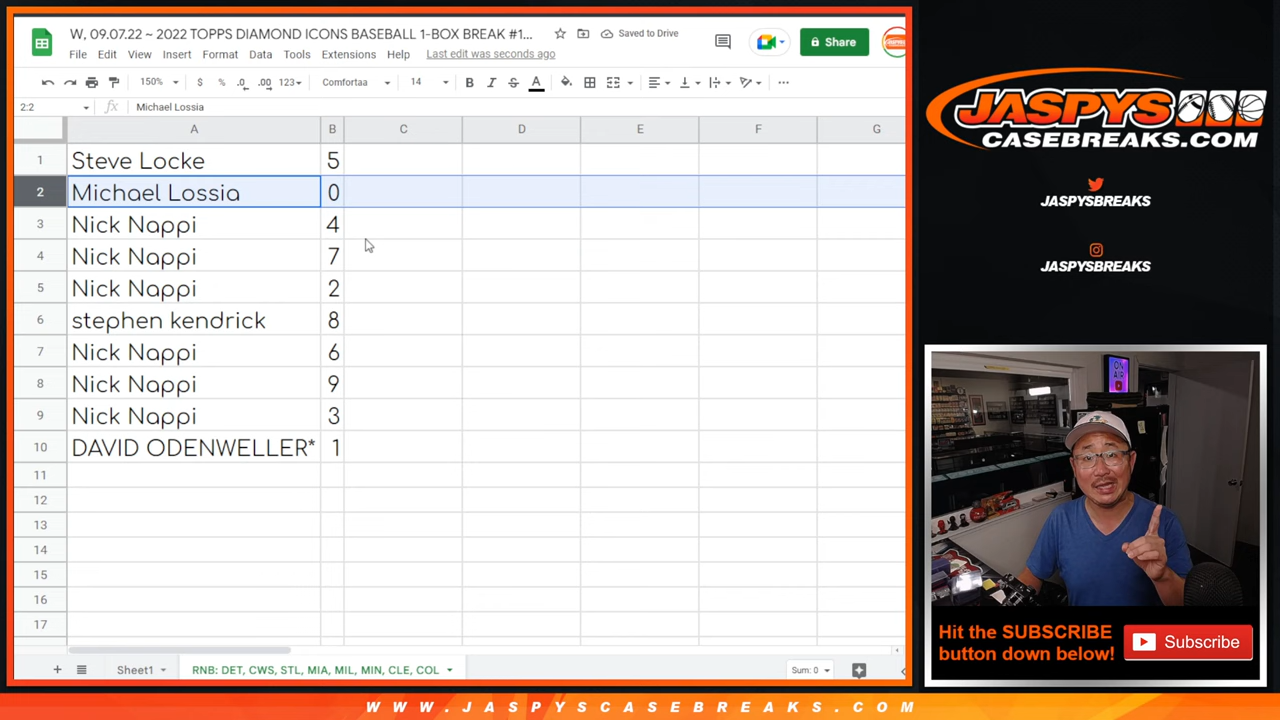 W, 09.07.22 ~ 2022 TOPPS DIAMOND ICONS BASEBALL 1-BOX BREAK #1...
Saved to Drive
File Edit View Insert Format Data Tools Extensions Help Last edit was seconds ago
Share
150% $ % .0 .00 123 Comfortaa 14 B I S A
2:2 fx Michael Lossia
A B C D E F G
1 Steve Locke 5
2 Michael Lossia 0
3 Nick Nappi 4
4 Nick Nappi 7
5 Nick Nappi 2
6 stephen kendrick 8
7 Nick Nappi 6
8 Nick Nappi 9
9 Nick Nappi 3
10 DAVID ODENWELLER* 1
11
12
13
14
15
16
17
Sheet1 RNB: DET, CWS, STL, MIA, MIL, MIN, CLE, COL Sum: 0
JASPYS
CASEBREAKS.COM
JASPYSBREAKS
JASPYSBREAKS
ON AIR
Hit the SUBSCRIBE
button down below!
Subscribe
WWW.JASPYSCASEBREAKS.COM